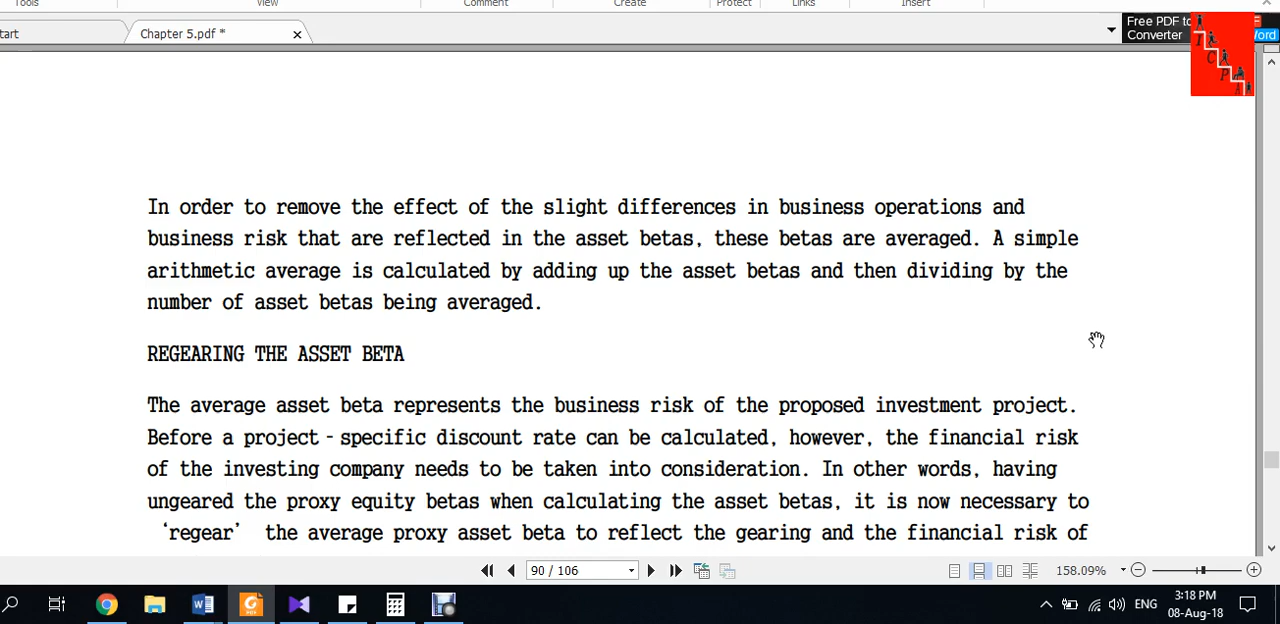 Tools View Comment Create Protect Links Insert
tart Chapter 5.pdf * × Free PDF to
Converter Word
I
C
P
A
In order to remove the effect of the slight differences in business operations and
business risk that are reflected in the asset betas, these betas are averaged. A simple
arithmetic average is calculated by adding up the asset betas and then dividing by the
number of asset betas being averaged.
REGEARING THE ASSET BETA
The average asset beta represents the business risk of the proposed investment project.
Before a project - specific discount rate can be calculated, however, the financial risk
of the investing company needs to be taken into consideration. In other words, having
ungeared the proxy equity betas when calculating the asset betas, it is now necessary to
‘regear’ the average proxy asset beta to reflect the gearing and the financial risk of
90 / 106 158.09%
ENG 3:18 PM
08-Aug-18